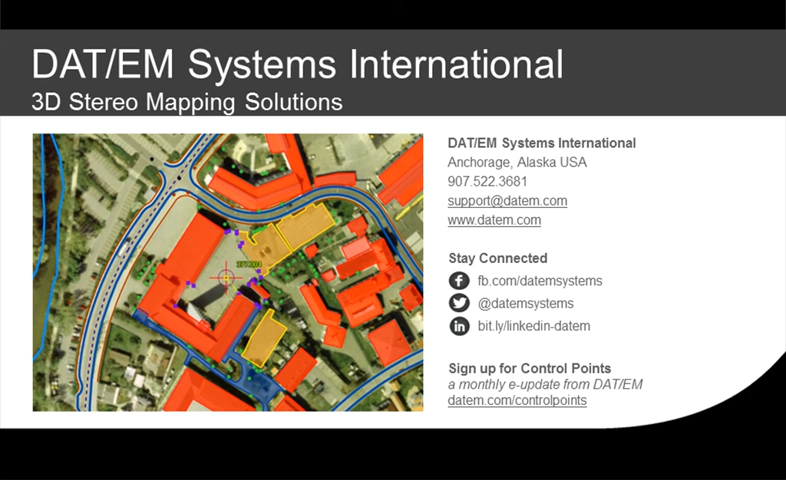 DAT/EM Systems International
3D Stereo Mapping Solutions
DAT/EM Systems International
Anchorage, Alaska USA
907.522.3681
support@datem.com
www.datem.com
Stay Connected
fb.com/datemsystems
@datemsystems
bit.ly/linkedin-datem
Sign up for Control Points
a monthly e-update from DAT/EM
datem.com/controlpoints